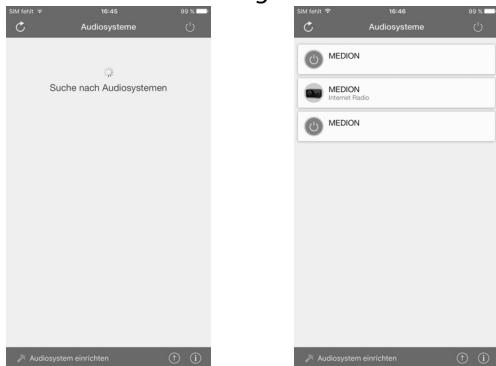 SIM fehlt 16:45 99 %
Audiosysteme
Suche nach Audiosystemen
Audiosystem einrichten
SIM fehlt 16:46 99 %
Audiosysteme
MEDION
MEDION
Internet Radio
MEDION
Audiosystem einrichten